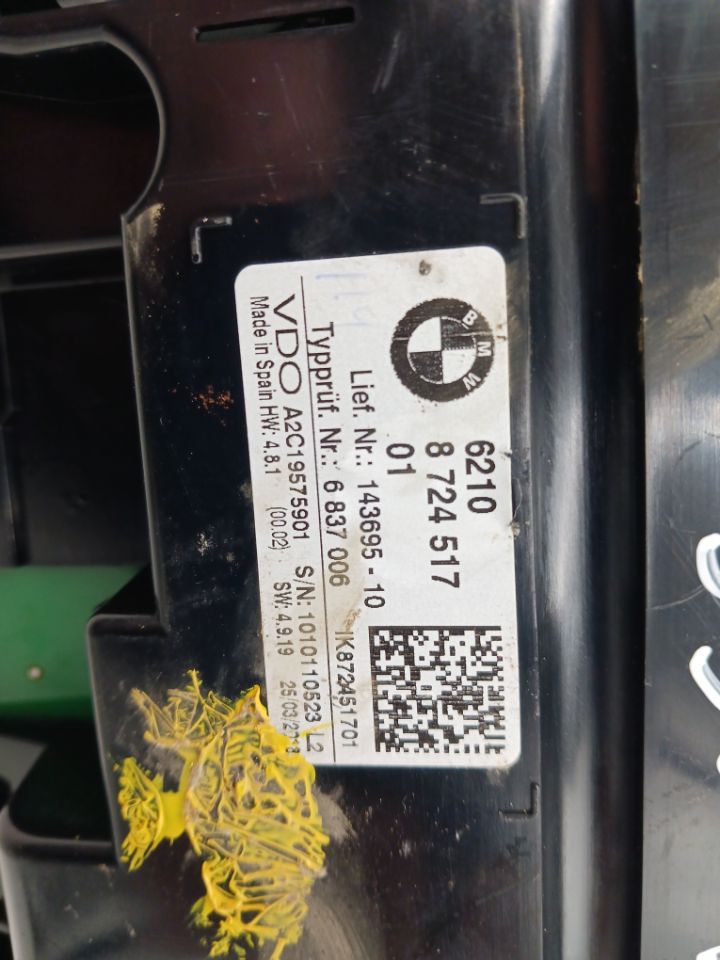 BMW
6210
8 724 517
01
Lief. Nr.: 143695 - 10
IK872451701
Typprüf. Nr.: 6 837 006
VDO A2C19575901 S/N: 1010110523 L2
(00.02)
Made in Spain HW: 4.8.1 SW: 4.9.19